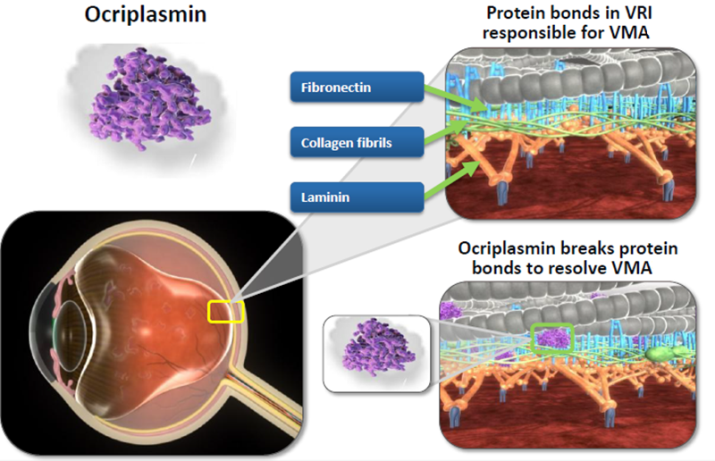 Ocriplasmin
Protein bonds in VRI
responsible for VMA
Fibronectin
Collagen fibrils
Laminin
Ocriplasmin breaks protein
bonds to resolve VMA